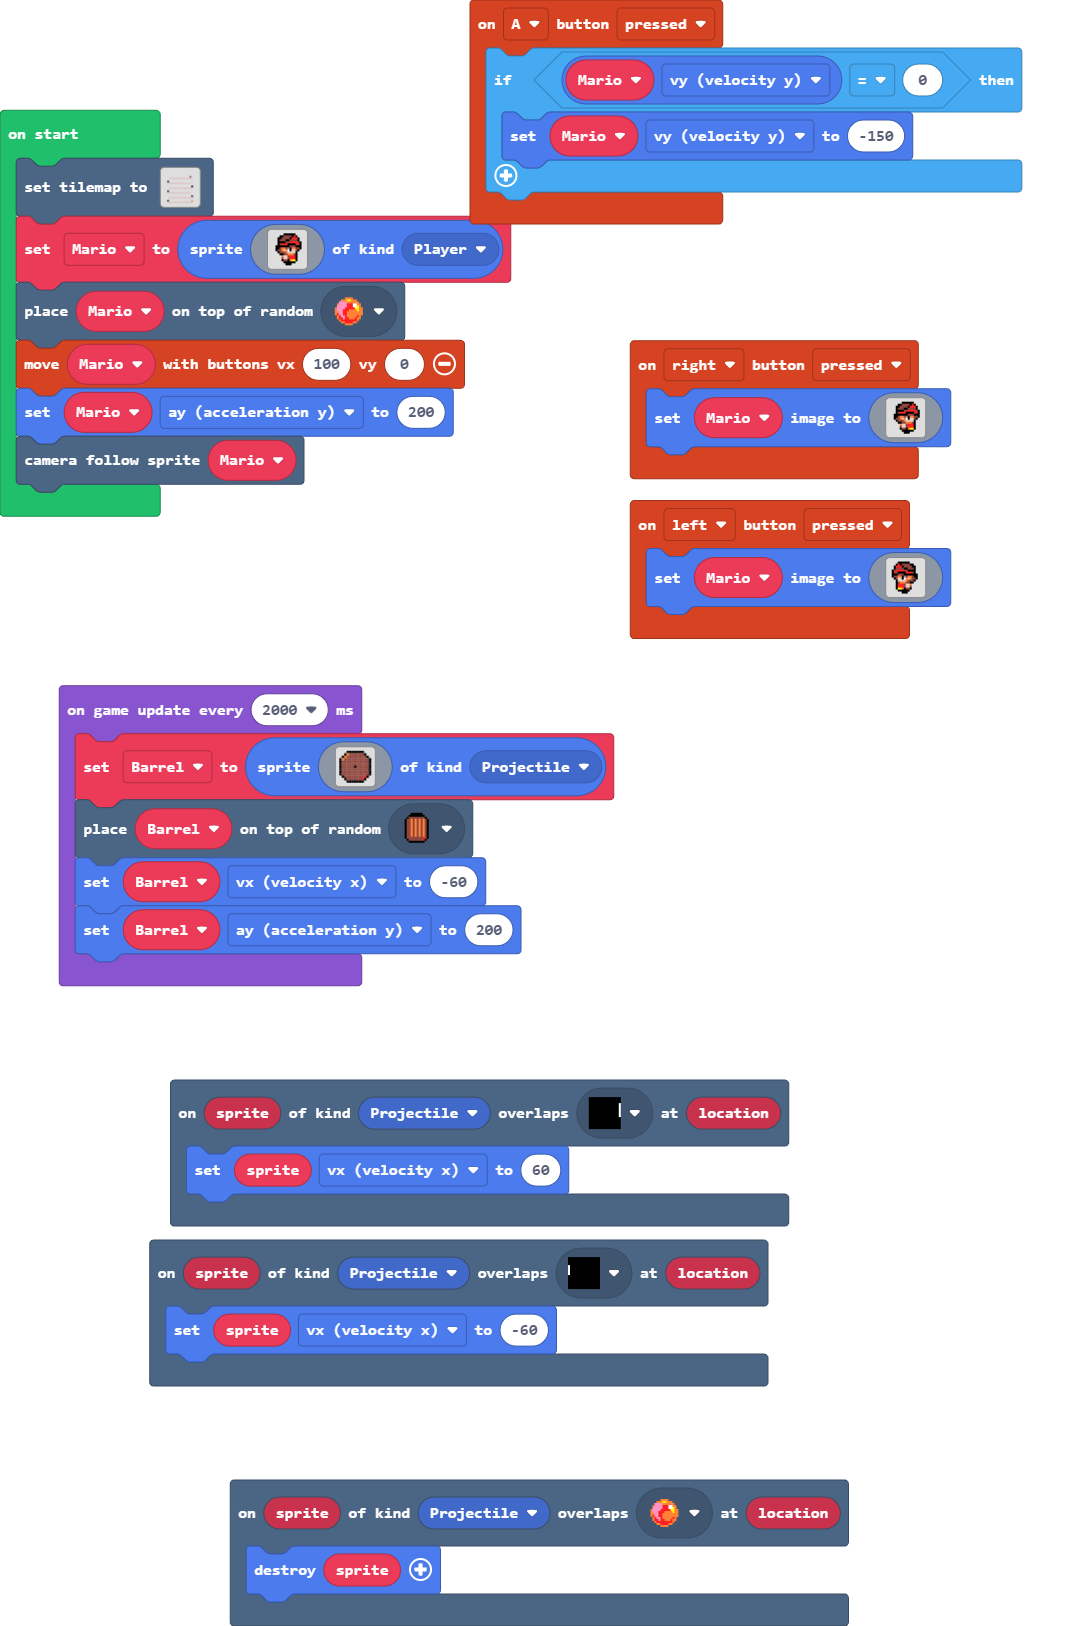 on A button pressed
if Mario vy (velocity y) = 0 then
set Mario vy (velocity y) to -150
on start
set tilemap to
set Mario to sprite of kind Player
place Mario on top of random
move Mario with buttons vx 100 vy 0
set Mario ay (acceleration y) to 200
camera follow sprite Mario
on right button pressed
set Mario image to
on left button pressed
set Mario image to
on game update every 2000 ms
set Barrel to sprite of kind Projectile
place Barrel on top of random
set Barrel vx (velocity x) to -60
set Barrel ay (acceleration y) to 200
on sprite of kind Projectile overlaps at location
set sprite vx (velocity x) to 60
on sprite of kind Projectile overlaps at location
set sprite vx (velocity x) to -60
on sprite of kind Projectile overlaps at location
destroy sprite